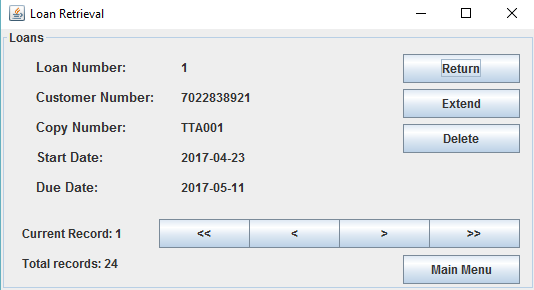 Loan Retrieval
Loans
Loan Number: 1
Return
Customer Number: 7022838921
Extend
Copy Number: TTA001
Delete
Start Date: 2017-04-23
Due Date: 2017-05-11
Current Record: 1
<< < > >>
Total records: 24
Main Menu